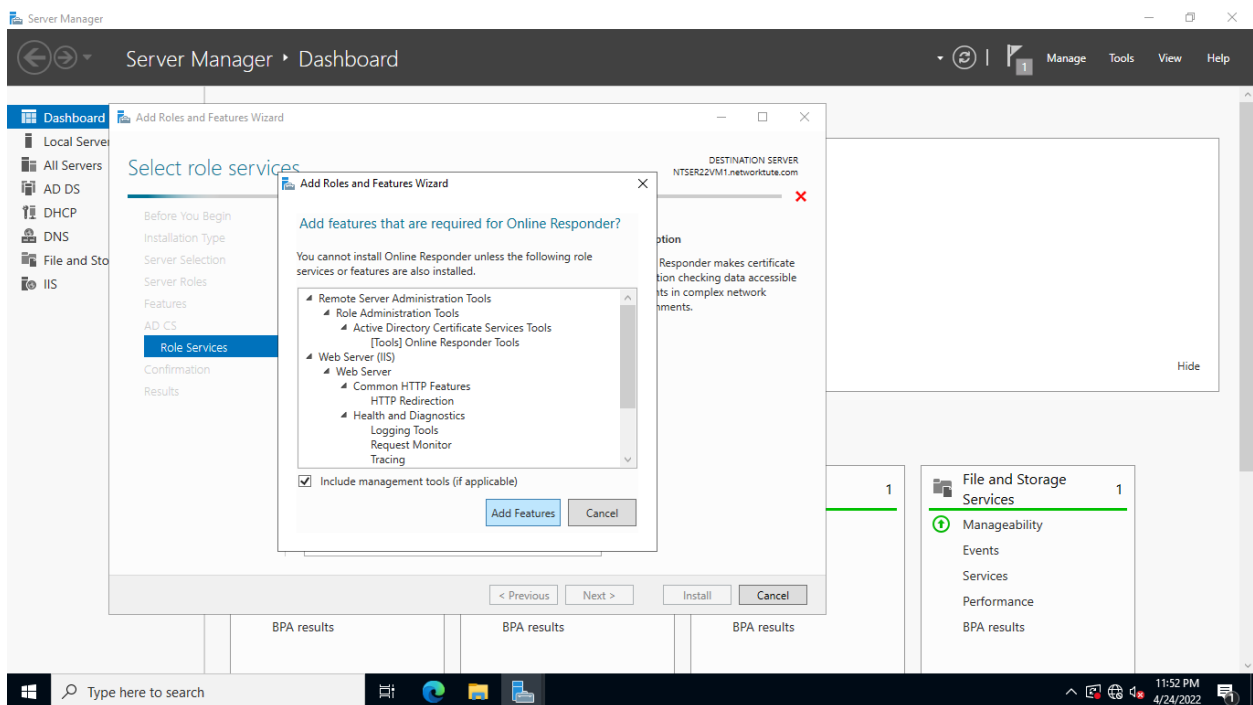 Server Manager
Server Manager ‣ Dashboard
1
Manage
Tools
View
Help
Dashboard
Local Server
All Servers
AD DS
DHCP
DNS
File and Sto
IIS
Add Roles and Features Wizard
Select role services
DESTINATION SERVER
NTSER22VM1.networktute.com
Before You Begin
Installation Type
Server Selection
Server Roles
Features
AD CS
Role Services
Confirmation
Results
ption
Responder makes certificate
tion checking data accessible
nts in complex network
nments.
Add Roles and Features Wizard
Add features that are required for Online Responder?
You cannot install Online Responder unless the following role
services or features are also installed.
Remote Server Administration Tools
Role Administration Tools
Active Directory Certificate Services Tools
[Tools] Online Responder Tools
Web Server (IIS)
Web Server
Common HTTP Features
HTTP Redirection
Health and Diagnostics
Logging Tools
Request Monitor
Tracing
Include management tools (if applicable)
Add Features
Cancel
< Previous
Next >
Install
Cancel
Hide
1
File and Storage
Services
1
Manageability
Events
Services
Performance
BPA results
BPA results
BPA results
BPA results
Type here to search
11:52 PM
4/24/2022
1